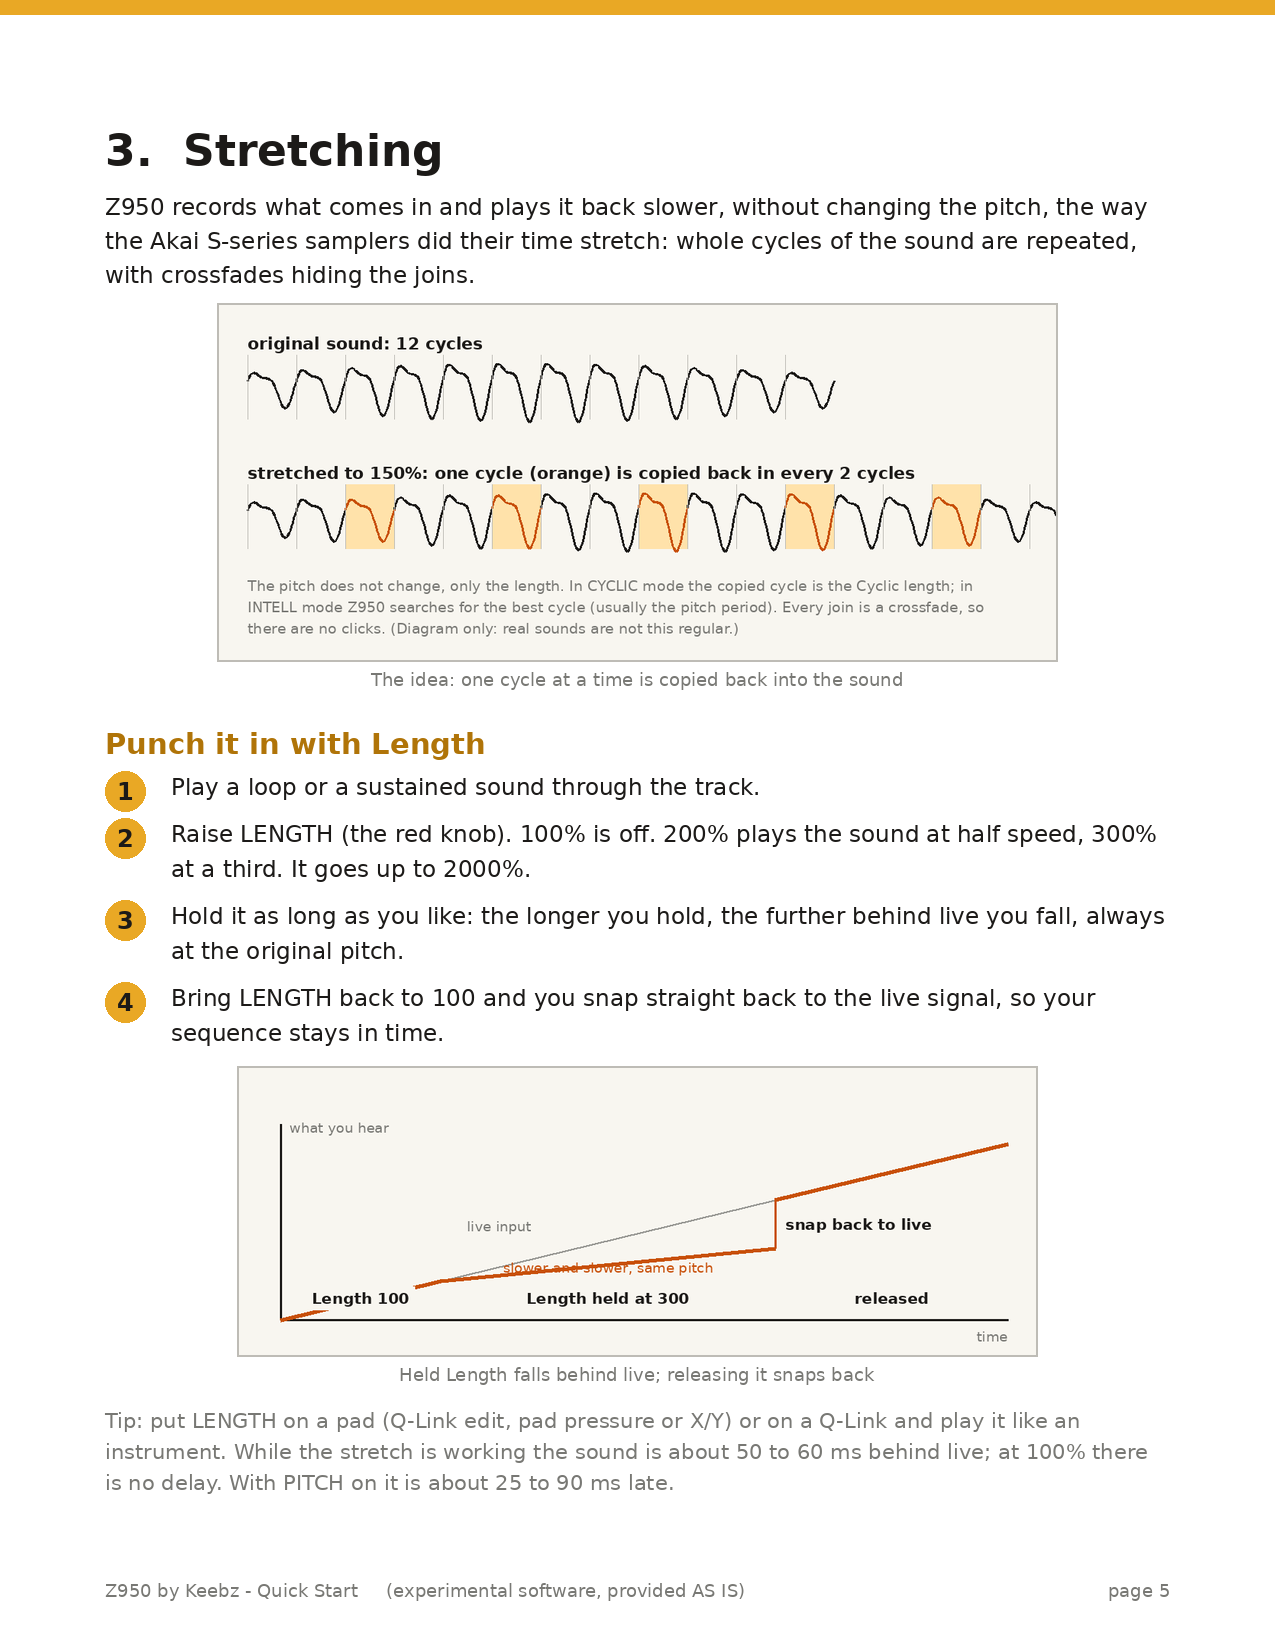 3. Stretching
Z950 records what comes in and plays it back slower, without changing the pitch, the way
the Akai S-series samplers did their time stretch: whole cycles of the sound are repeated,
with crossfades hiding the joins.
original sound: 12 cycles
stretched to 150%: one cycle (orange) is copied back in every 2 cycles
The pitch does not change, only the length. In CYCLIC mode the copied cycle is the Cyclic length; in
INTELL mode Z950 searches for the best cycle (usually the pitch period). Every join is a crossfade, so
there are no clicks. (Diagram only: real sounds are not this regular.)
The idea: one cycle at a time is copied back into the sound
Punch it in with Length
1 Play a loop or a sustained sound through the track.
2 Raise LENGTH (the red knob). 100% is off. 200% plays the sound at half speed, 300%
at a third. It goes up to 2000%.
3 Hold it as long as you like: the longer you hold, the further behind live you fall, always
at the original pitch.
4 Bring LENGTH back to 100 and you snap straight back to the live signal, so your
sequence stays in time.
what you hear
live input
snap back to live
slower and slower, same pitch
Length 100 Length held at 300 released
time
Held Length falls behind live; releasing it snaps back
Tip: put LENGTH on a pad (Q-Link edit, pad pressure or X/Y) or on a Q-Link and play it like an
instrument. While the stretch is working the sound is about 50 to 60 ms behind live; at 100% there
is no delay. With PITCH on it is about 25 to 90 ms late.
Z950 by Keebz - Quick Start (experimental software, provided AS IS) page 5